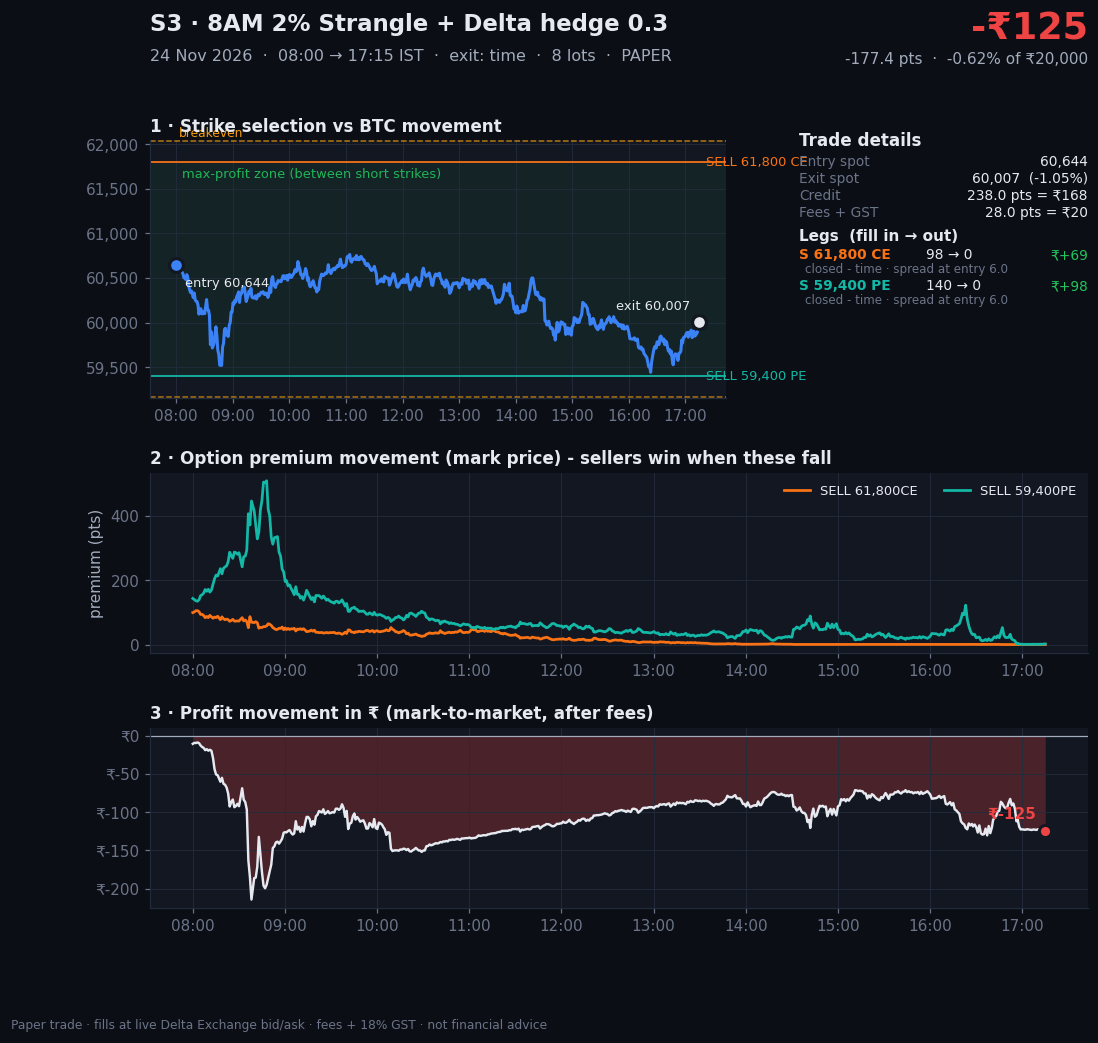 S3 · 8AM 2% Strangle + Delta hedge 0.3
-₹125
24 Nov 2026 · 08:00 → 17:15 IST · exit: time · 8 lots · PAPER
-177.4 pts · -0.62% of ₹20,000
1 · Strike selection vs BTC movement
breakeven
62,000
61,500
61,000
60,500
60,000
59,500
SELL 61,800 CE
max-profit zone (between short strikes)
entry 60,644
exit 60,007
SELL 59,400 PE
08:00 09:00 10:00 11:00 12:00 13:00 14:00 15:00 16:00 17:00
Trade details
Entry spot 60,644
Exit spot 60,007 (-1.05%)
Credit 238.0 pts = ₹168
Fees + GST 28.0 pts = ₹20
Legs (fill in → out)
S 61,800 CE 98 → 0 ₹+69
closed - time · spread at entry 6.0
S 59,400 PE 140 → 0 ₹+98
closed - time · spread at entry 6.0
2 · Option premium movement (mark price) - sellers win when these fall
SELL 61,800CE SELL 59,400PE
premium (pts)
400
200
0
08:00 09:00 10:00 11:00 12:00 13:00 14:00 15:00 16:00 17:00
3 · Profit movement in ₹ (mark-to-market, after fees)
₹0
₹-50
₹-100
₹-150
₹-200
₹-125
08:00 09:00 10:00 11:00 12:00 13:00 14:00 15:00 16:00 17:00
Paper trade · fills at live Delta Exchange bid/ask · fees + 18% GST · not financial advice